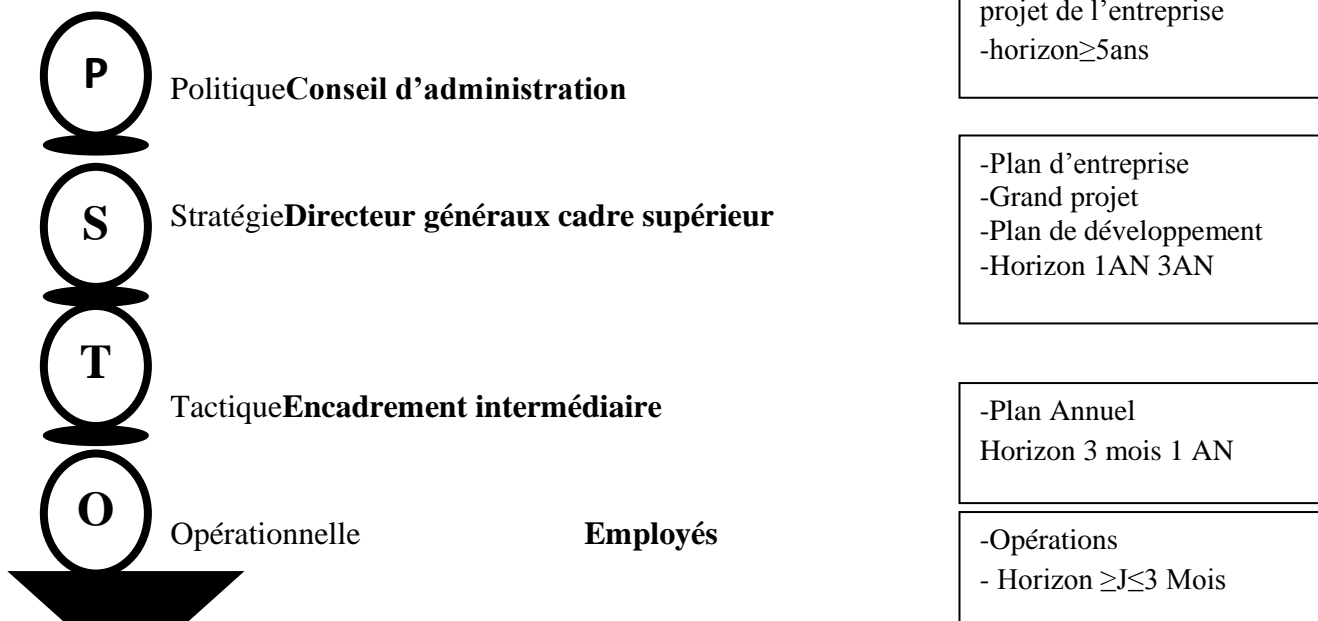 projet de l'entreprise
-horizon≥5ans
P
Politique Conseil d'administration
-Plan d'entreprise
-Grand projet
-Plan de développement
-Horizon 1AN 3AN
S
Stratégie Directeur généraux cadre supérieur
T
Tactique Encadrement intermédiaire
-Plan Annuel
Horizon 3 mois 1 AN
O
Opérationnelle Employés
-Opérations
- Horizon ≥J≤3 Mois